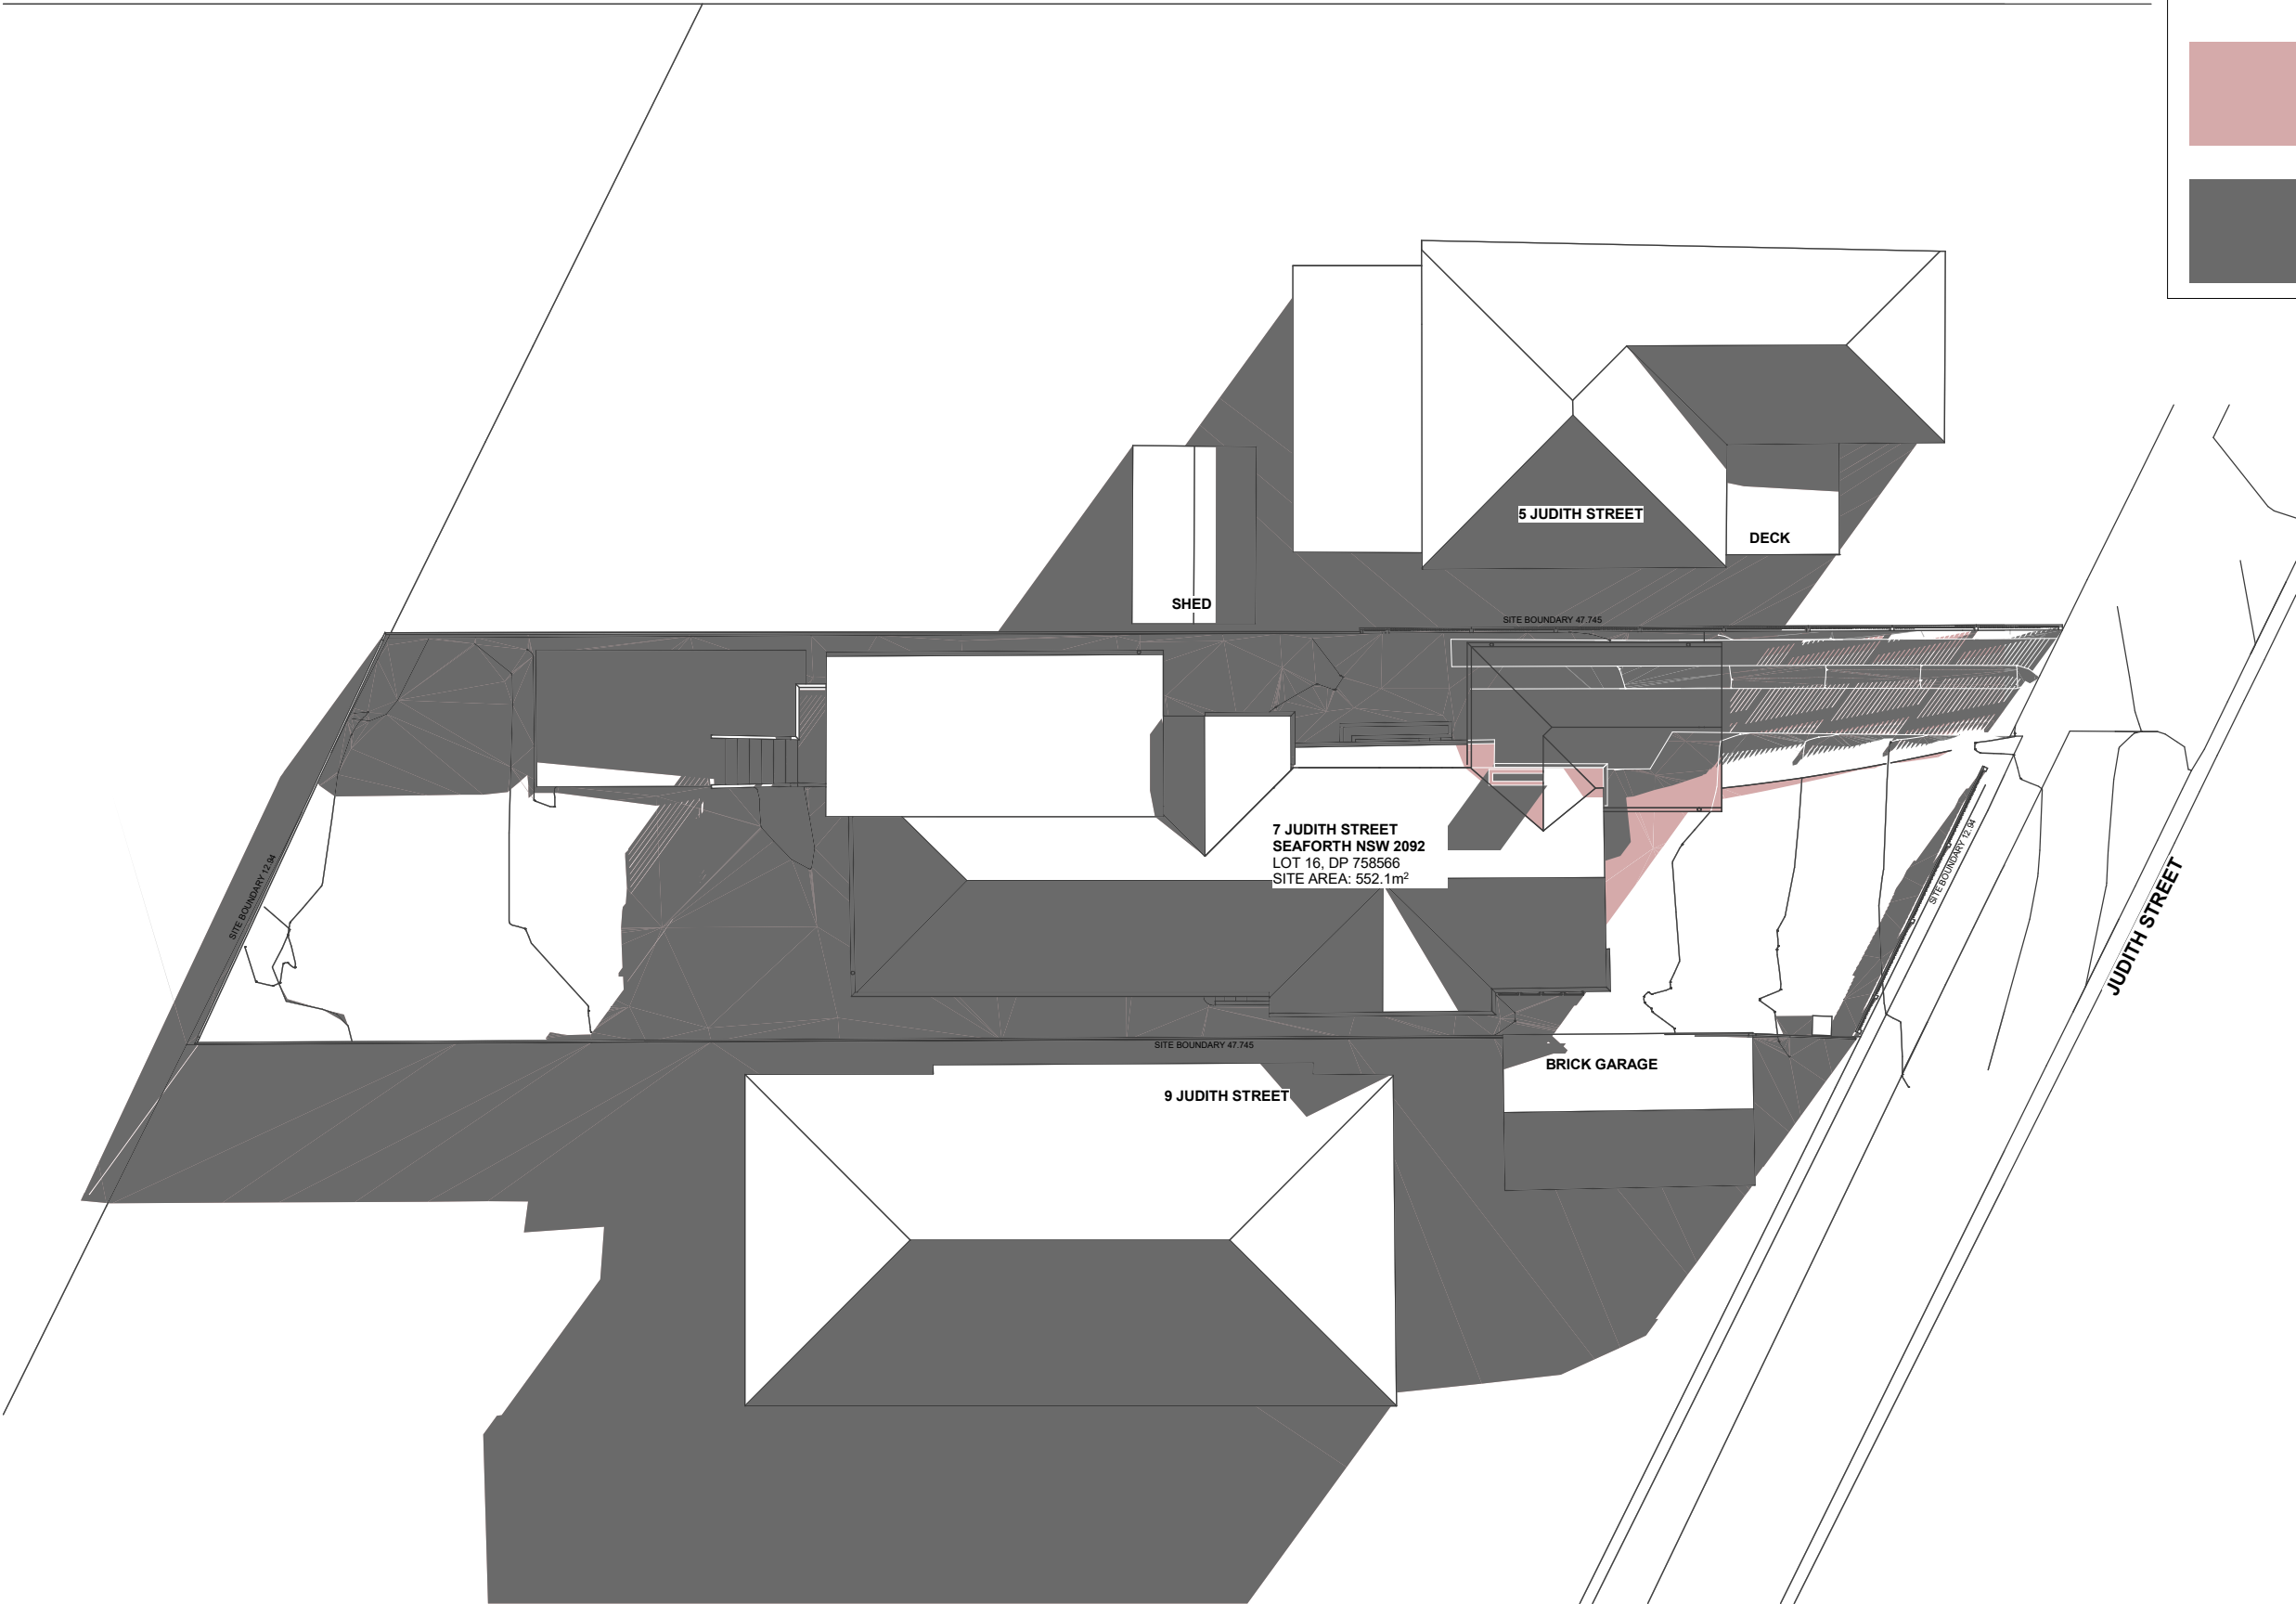 5 JUDITH STREET
DECK
SHED
SITE BOUNDARY 47.745
7 JUDITH STREET
SEAFORTH NSW 2092
LOT 16, DP 758566
SITE AREA: 552.1m²
SITE BOUNDARY 12.94
SITE BOUNDARY 12.94
JUDITH STREET
SITE BOUNDARY 47.745
BRICK GARAGE
9 JUDITH STREET